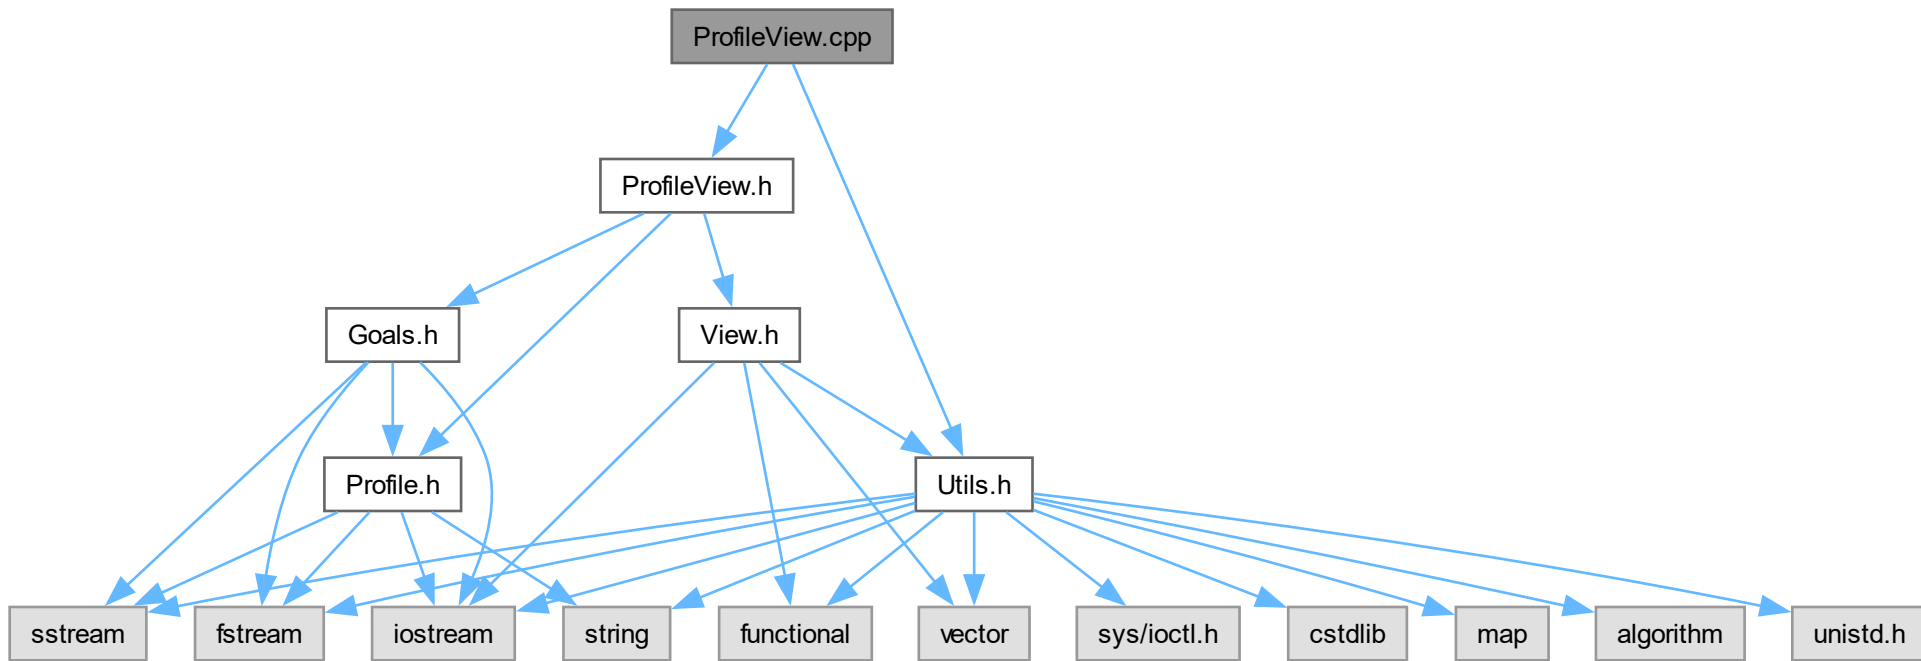 ProfileView.cpp
ProfileView.h
Goals.h
View.h
Profile.h
Utils.h
sstream
fstream
iostream
string
functional
vector
sys/ioctl.h
cstdlib
map
algorithm
unistd.h